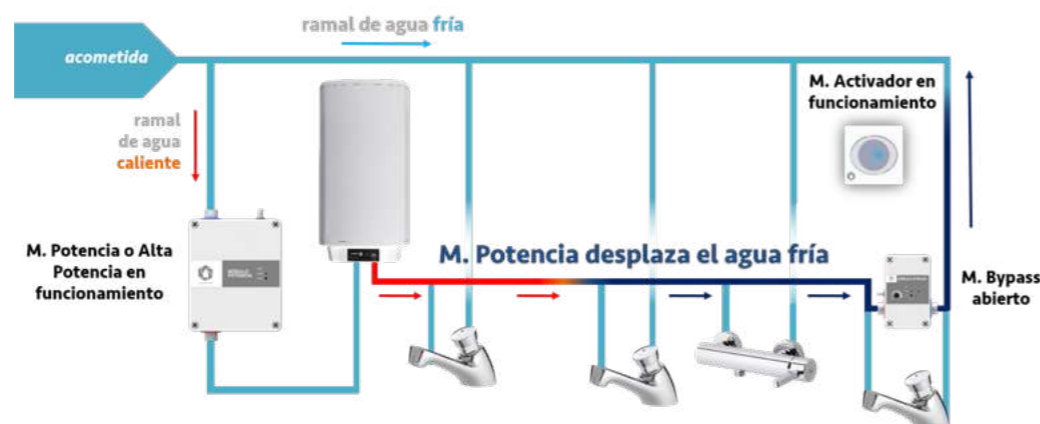 ramal de agua fría
acometida
M. Activador en
funcionamiento
ramal
de agua
caliente
M. Potencia o Alta
Potencia en
funcionamiento
M. Potencia desplaza el agua fría
M. Bypass
abierto